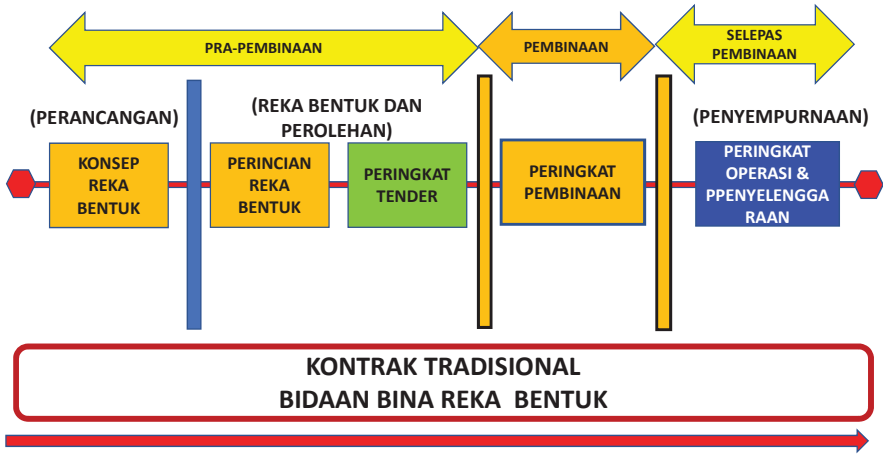 PRA-PEMBINAAN
PEMBINAAN
SELEPAS
PEMBINAAN
(PERANCANGAN)
(REKA BENTUK DAN
PEROLEHAN)
(PENYEMPURNAAN)
KONSEP
REKA
BENTUK
PERINCIAN
REKA
BENTUK
PERINGKAT
TENDER
PERINGKAT
PEMBINAAN
PERINGKAT
OPERASI &
PPENYELENGGA
RAAN
KONTRAK TRADISIONAL
BIDAAN BINA REKA BENTUK